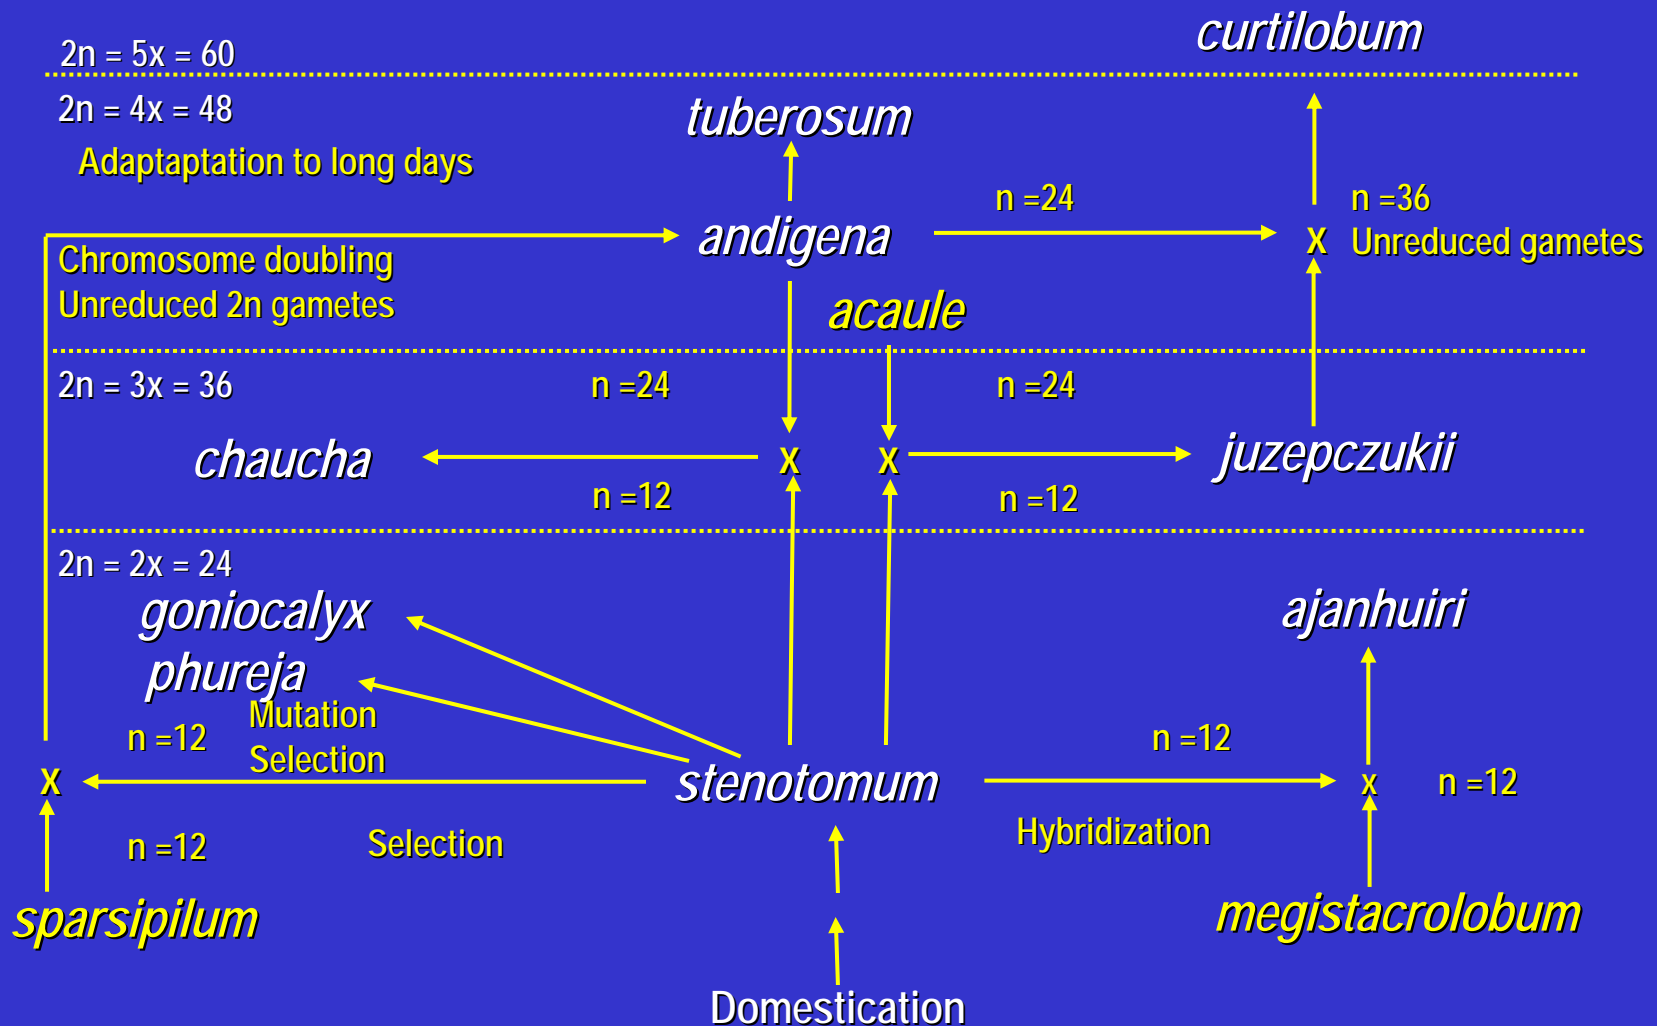 curtilobum
2n = 5x = 60
2n = 4x = 48
tuberosum
Adaptaptation to long days
n =24
n =36
andigena
X
Unreduced gametes
Chromosome doubling
Unreduced 2n gametes
acaule
2n = 3x = 36
n =24
n =24
chaucha
X
X
juzepczukii
n =12
n =12
2n = 2x = 24
goniocalyx
ajanhuiri
phureja
Mutation
n =12
n =12
Selection
X
stenotomum
x
n =12
n =12
Selection
Hybridization
sparsipilum
megistacrolobum
Domestication